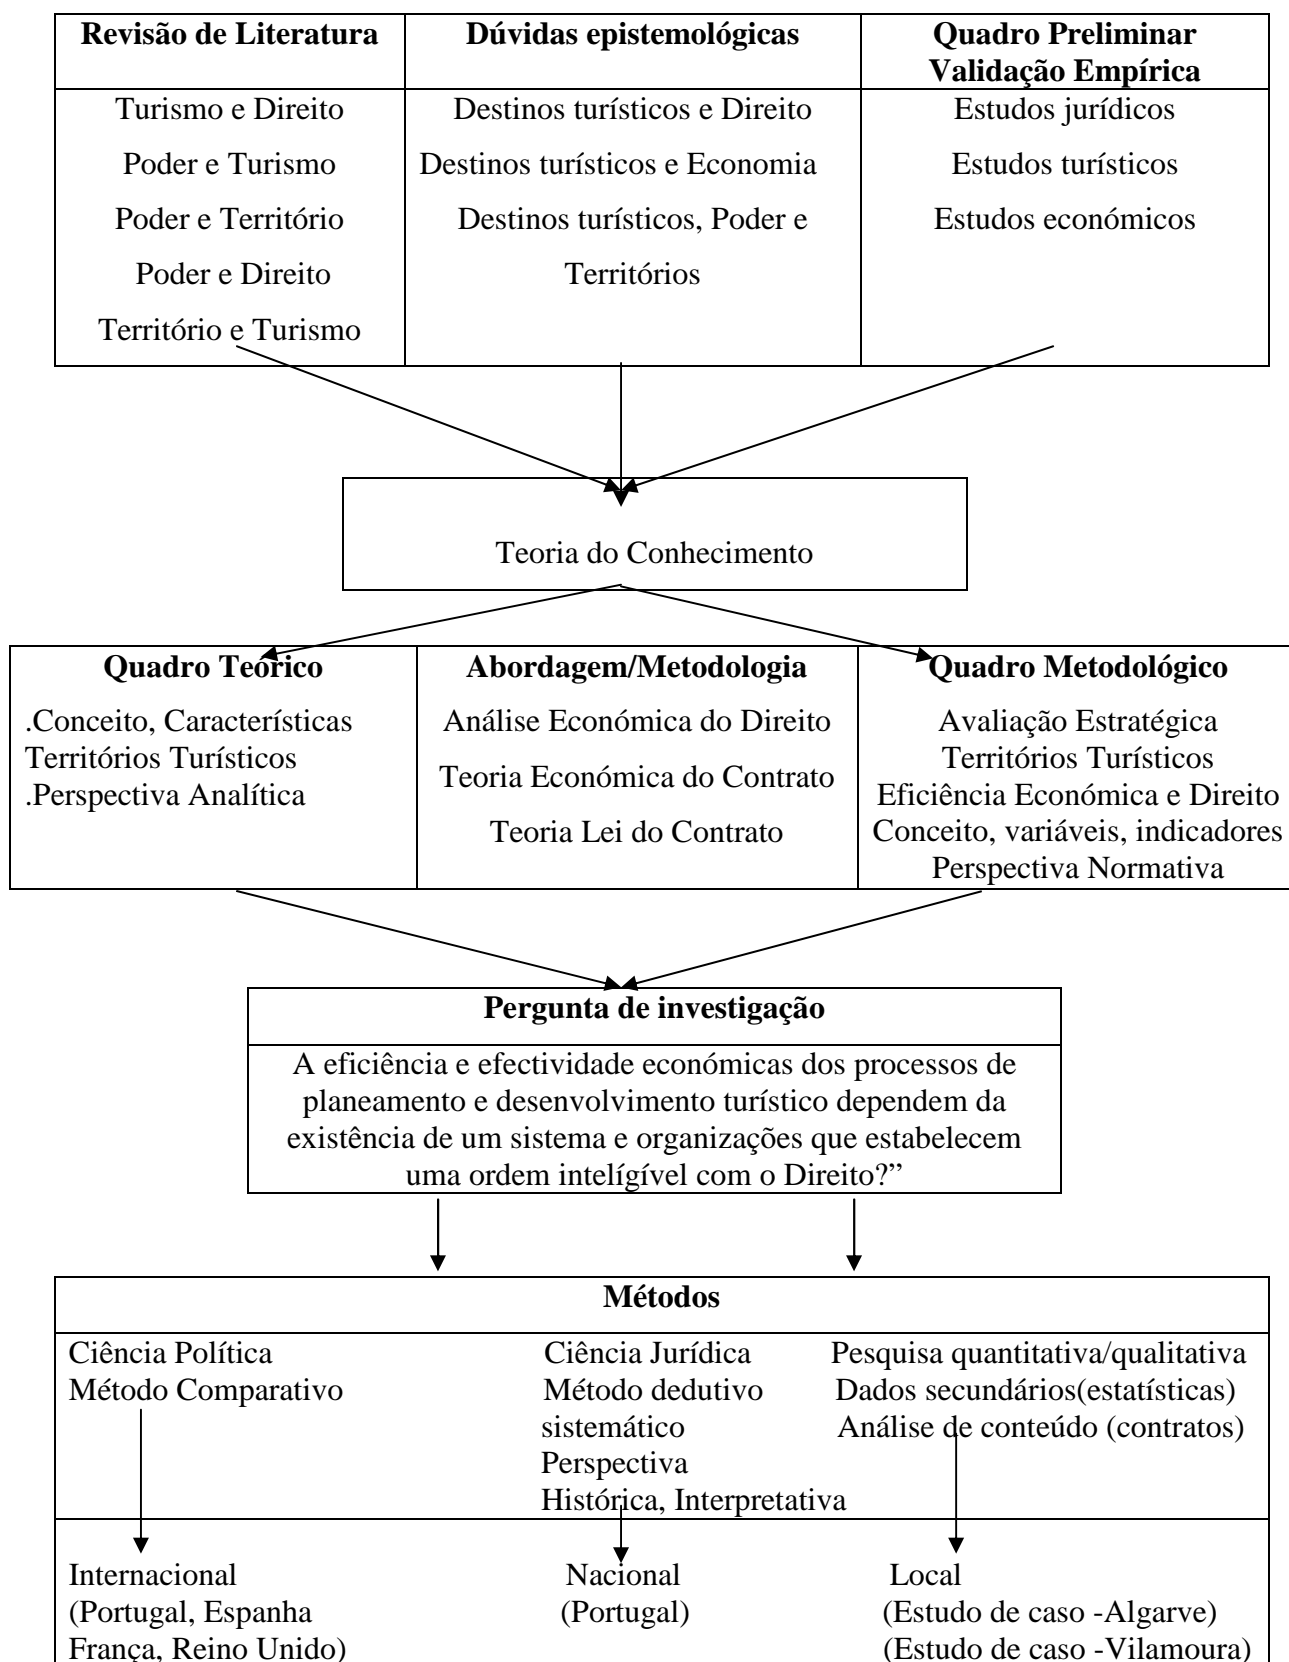 Revisão de Literatura
Dúvidas epistemológicas
Quadro Preliminar
Validação Empírica
Turismo e Direito
Poder e Turismo
Poder e Território
Poder e Direito
Território e Turismo
Destinos turísticos e Direito
Destinos turísticos e Economia
Destinos turísticos, Poder e
Territórios
Estudos jurídicos
Estudos turísticos
Estudos económicos
Teoria do Conhecimento
Quadro Teórico
.Conceito, Características
Territórios Turísticos
.Perspectiva Analítica
Abordagem/Metodologia
Análise Económica do Direito
Teoria Económica do Contrato
Teoria Lei do Contrato
Quadro Metodológico
Avaliação Estratégica
Territórios Turísticos
Eficiência Económica e Direito
Conceito, variáveis, indicadores
Perspectiva Normativa
Pergunta de investigação
A eficiência e efectividade económicas dos processos de
planeamento e desenvolvimento turístico dependem da
existência de um sistema e organizações que estabelecem
uma ordem intelígível com o Direito?”
Métodos
Ciência Política
Método Comparativo
Ciência Jurídica
Método dedutivo
sistemático
Perspectiva
Histórica, Interpretativa
Pesquisa quantitativa/qualitativa
Dados secundários(estatísticas)
Análise de conteúdo (contratos)
Internacional
(Portugal, Espanha
França, Reino Unido)
Nacional
(Portugal)
Local
(Estudo de caso -Algarve)
(Estudo de caso -Vilamoura)